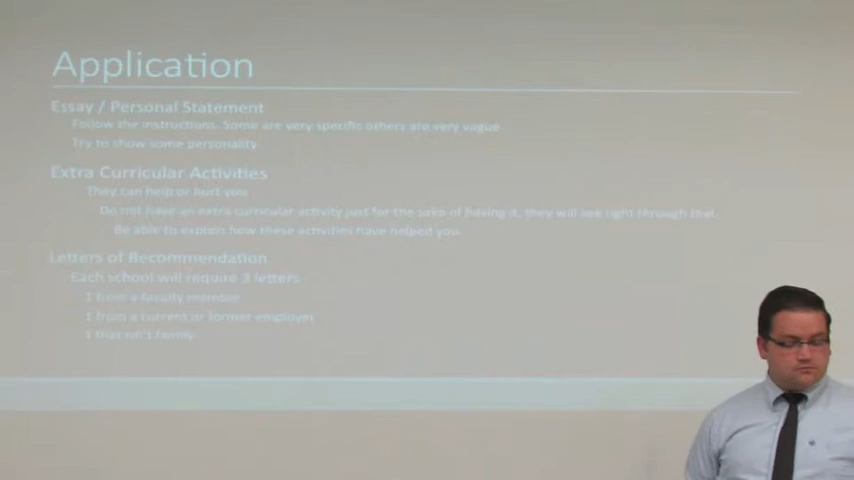 Application
Essay / Personal Statement
Follow the instructions. Some are very specific others are very vague
Try to show some personality
Extra Curricular Activities
They can help or hurt you
Do not have an extra curricular activity just for the sake of having it, they will see right through that.
Be able to explain how these activities have helped you.
Letters of Recommendation
Each school will require 3 letters
1 from a faculty member
1 from a current or former employer
1 that isn't family